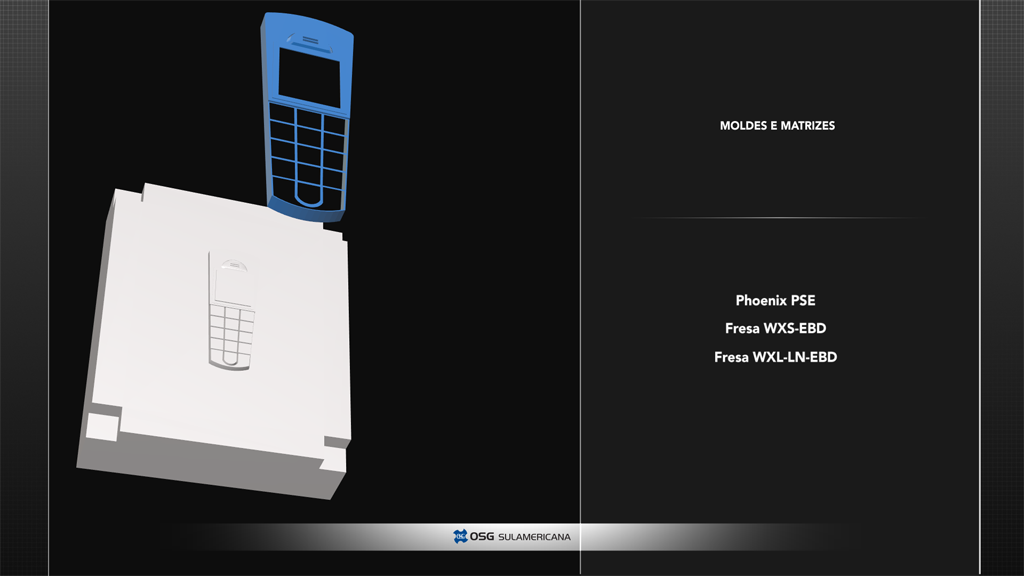 MOLDES E MATRIZES
Phoenix PSE
Fresa WXS-EBD
Fresa WXL-LN-EBD
OSG SULAMERICANA